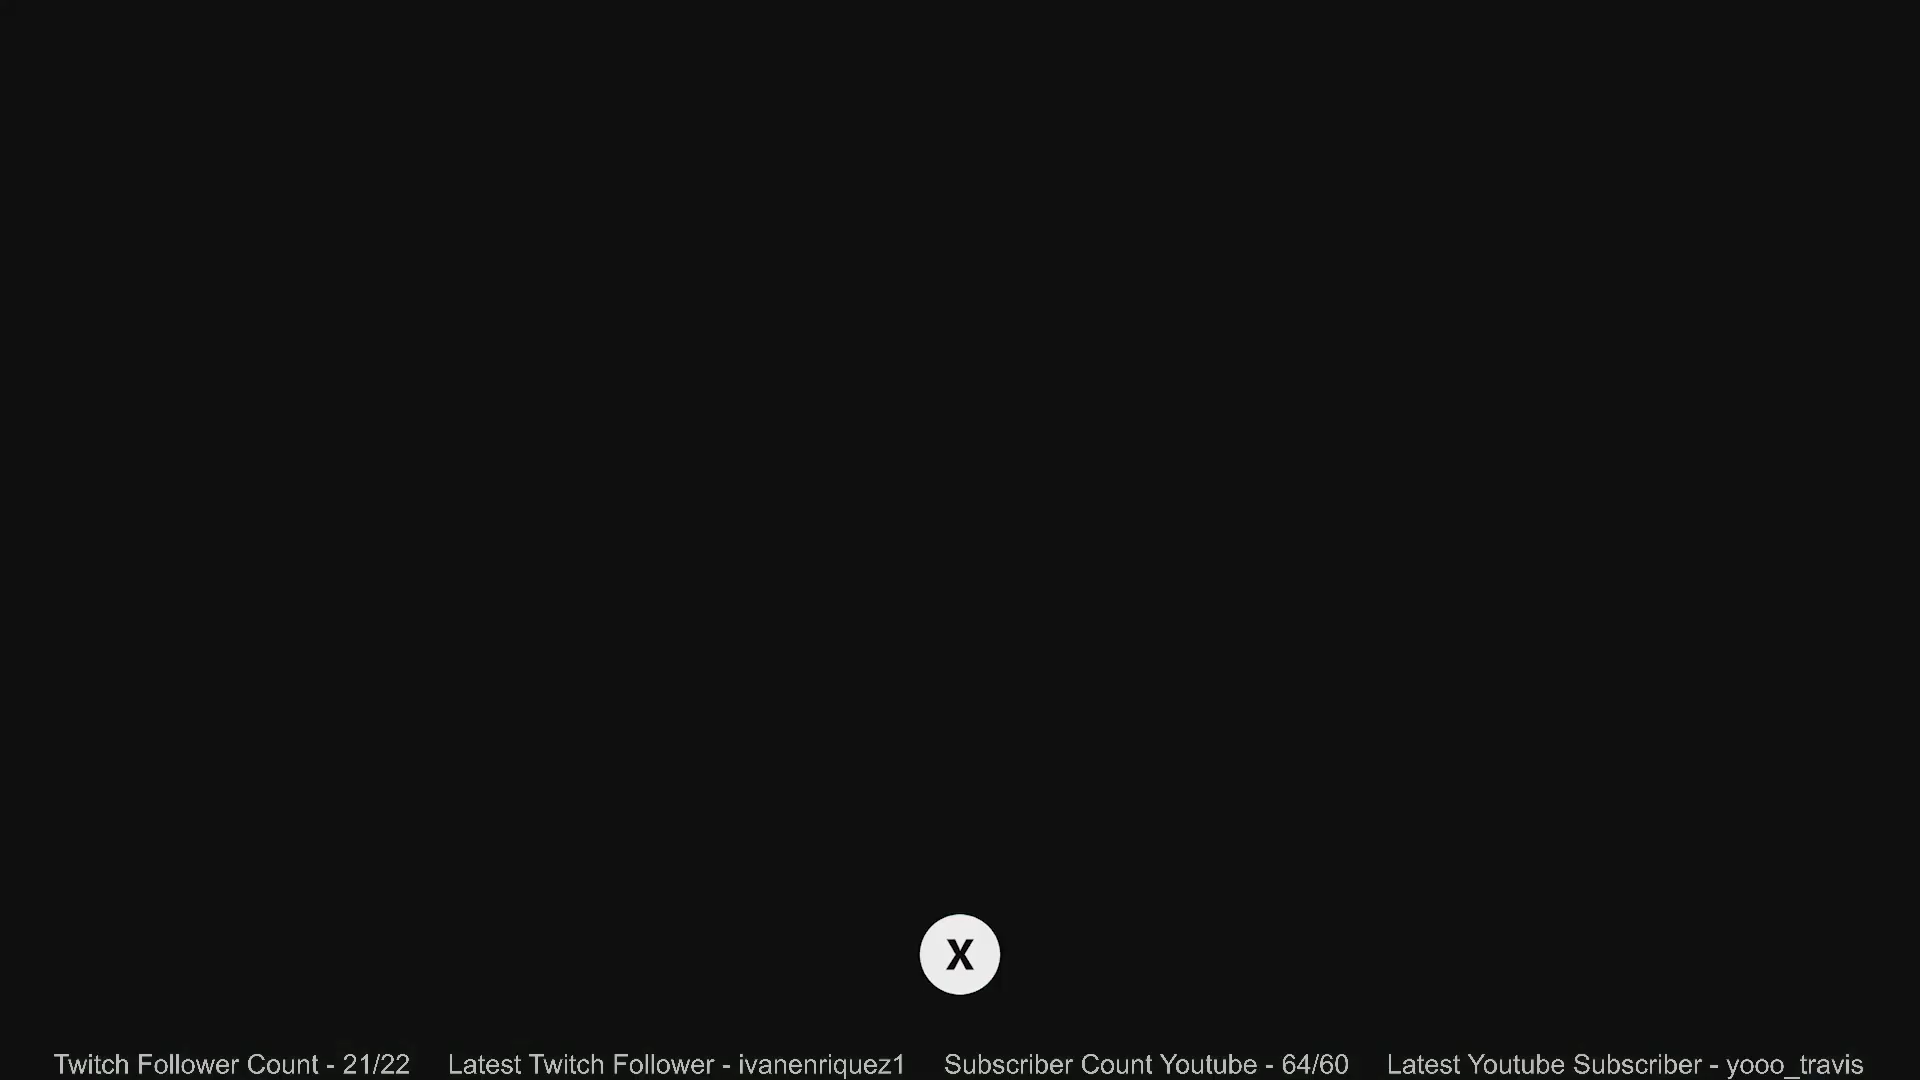 X
Twitch Follower Count - 21/22 Latest Twitch Follower - ivanenriquez1 Subscriber Count Youtube - 64/60 Latest Youtube Subscriber - yooo_travis